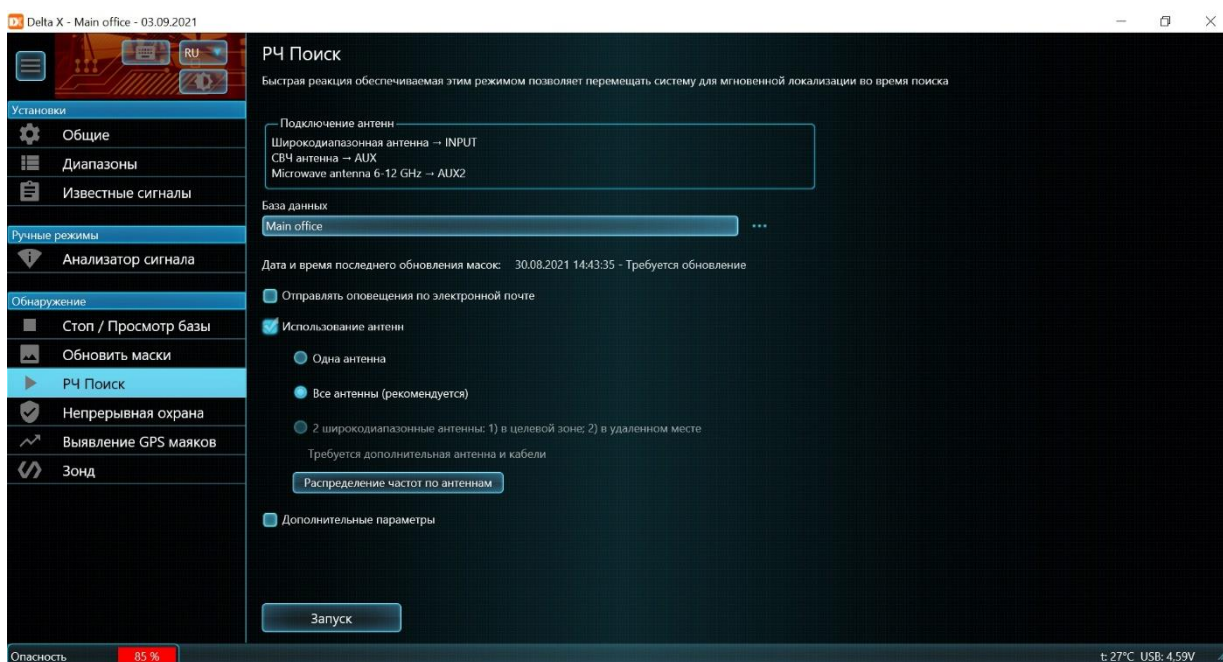 Delta X - Main office - 03.09.2021
RU
Установки
Общие
Диапазоны
Известные сигналы
Ручные режимы
Анализатор сигнала
Обнаружение
Стоп / Просмотр базы
Обновить маски
РЧ Поиск
Непрерывная охрана
Выявление GPS маяков
Зонд
РЧ Поиск
Быстрая реакция обеспечиваемая этим режимом позволяет перемещать систему для мгновенной локализации во время поиска
Подключение антенн
Широкодиапазонная антенна → INPUT
СВЧ антенна → AUX
Microwave antenna 6-12 GHz → AUX2
База данных
Main office
Дата и время последнего обновления масок: 30.08.2021 14:43:35 - Требуется обновление
Отправлять оповещения по электронной почте
Использование антенн
Одна антенна
Все антенны (рекомендуется)
2 широкодиапазонные антенны: 1) в целевой зоне; 2) в удаленном месте
Требуется дополнительная антенна и кабели
Распределение частот по антеннам
Дополнительные параметры
Запуск
Опасность 85 %
t: 27°C USB: 4,59V